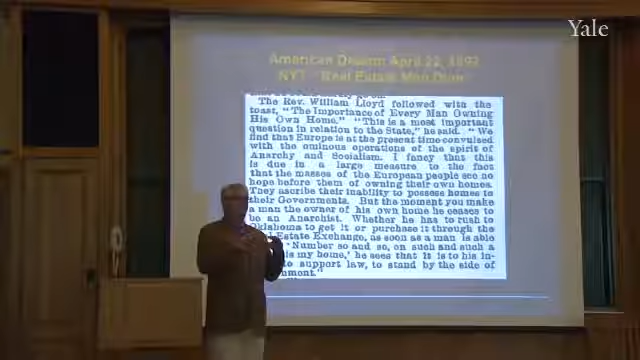 Yale
American Dream April 22, 1892
NYT "Real Estate Men Dine"
The Rev. William Lloyd followed with the
toast, "The Importance of Every Man Owning
His Own Home." "This is a most important
question in relation to the State," he said. "We
find that Europe is at the present time convulsed
with the ominous operations of the spirit of
Anarchy and Socialism. I fancy that this
is due in a large measure to the fact
that the masses of the European people see no
hope before them of owning their own homes.
They ascribe their inability to possess homes to
their Governments. But the moment you make
a man the owner of his own home he ceases to
be an Anarchist. Whether he has to rush to
Oklahoma to get it or purchase it through the
Estate Exchange, as soon as a man is able
'Number so and so, on such and such a
is my home,' he sees that it is to his in-
to support law, to stand by the side of
nment."